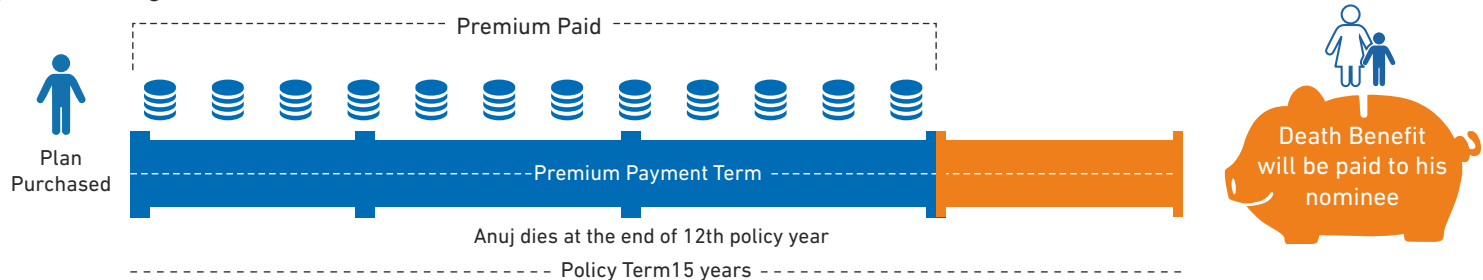 Premium Paid
Plan
Purchased
Premium Payment Term
Death Benefit
will be paid to his
nominee
Anuj dies at the end of 12th policy year
Policy Term15 years